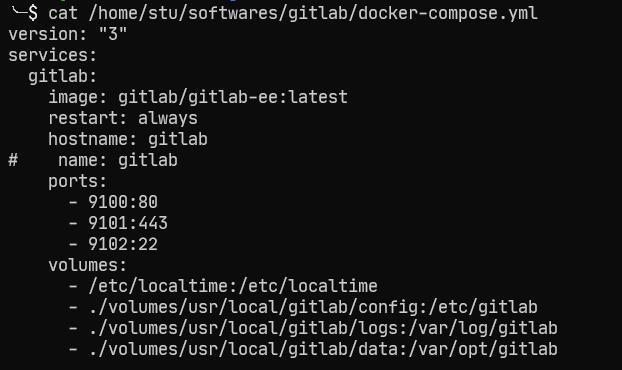 ╰─$ cat /home/stu/softwares/gitlab/docker-compose.yml
version: "3"
services:
  gitlab:
    image: gitlab/gitlab-ee:latest
    restart: always
    hostname: gitlab
#    name: gitlab
    ports:
      - 9100:80
      - 9101:443
      - 9102:22
    volumes:
      - /etc/localtime:/etc/localtime
      - ./volumes/usr/local/gitlab/config:/etc/gitlab
      - ./volumes/usr/local/gitlab/logs:/var/log/gitlab
      - ./volumes/usr/local/gitlab/data:/var/opt/gitlab